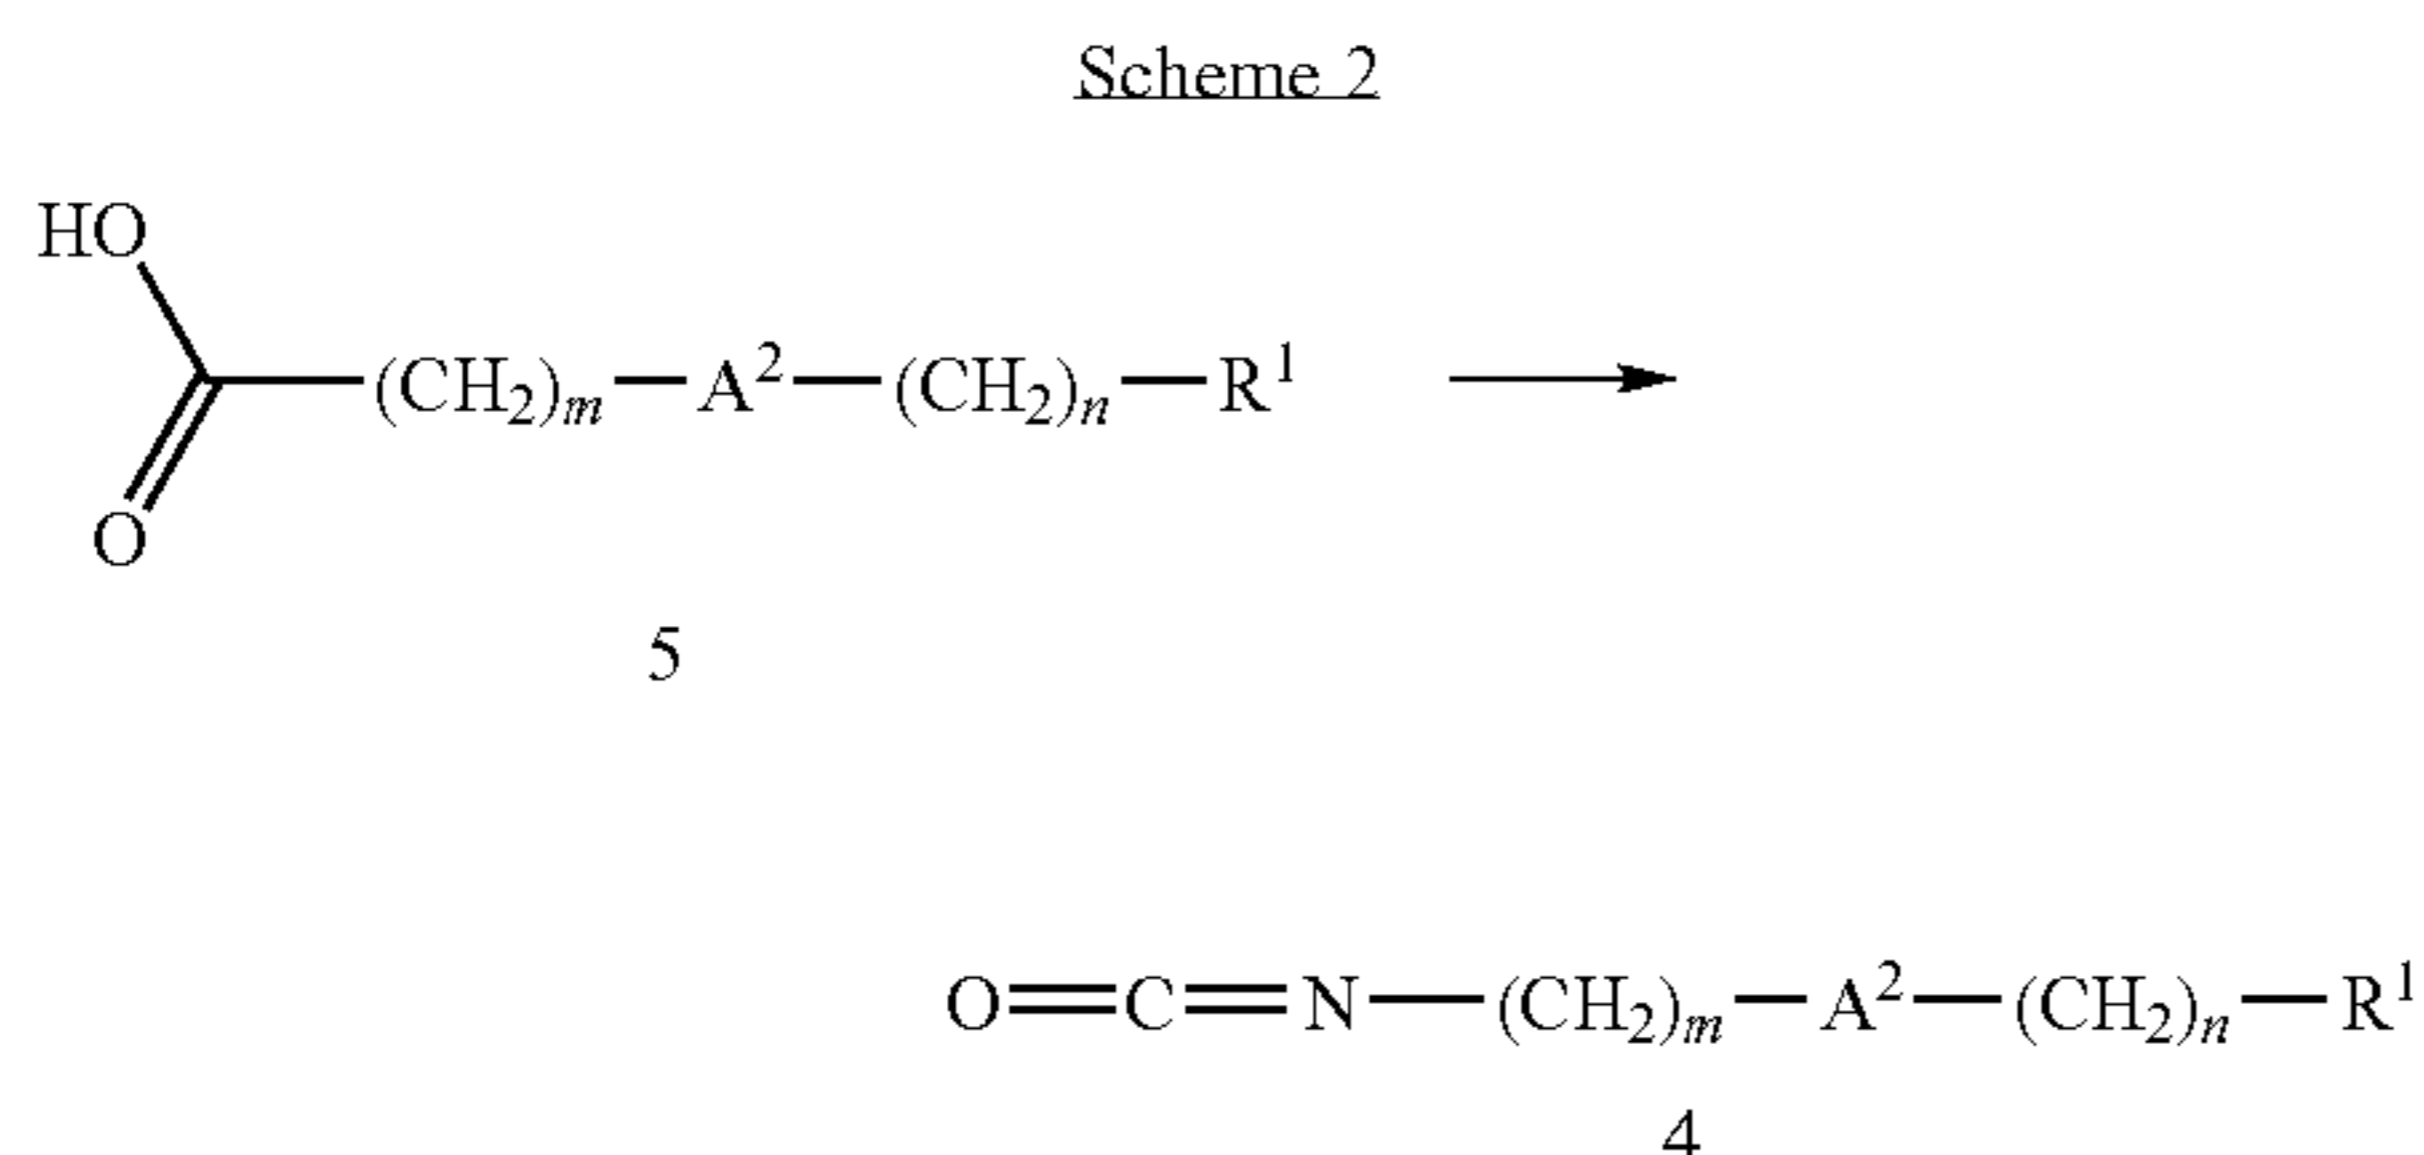 Scheme 2
HO
(CH2)m—A2—(CH2)n—R1
O
5
O=C=N—(CH2)m—A2—(CH2)n—R1
4